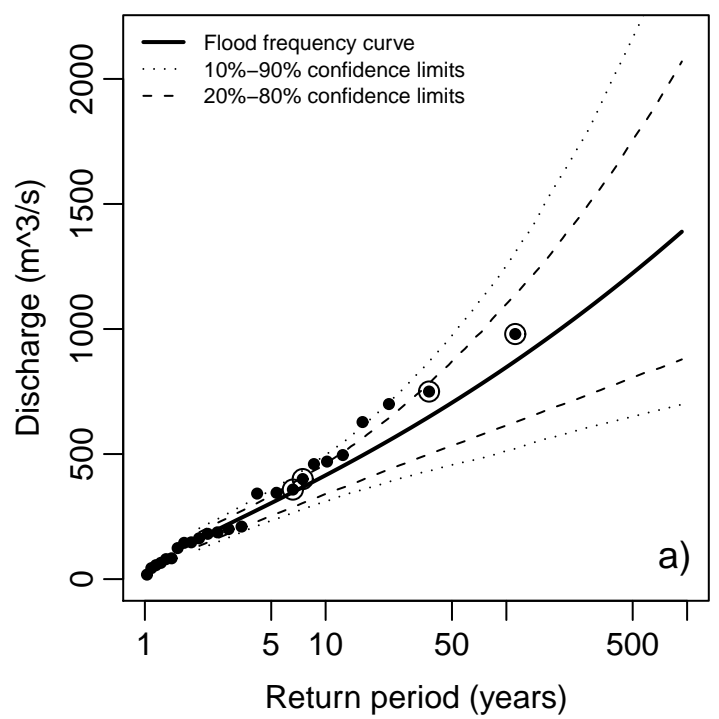 Flood frequency curve
10%−90% confidence limits
20%−80% confidence limits
2000
1500
1000
500
0
Discharge (m^3/s)
a)
1 5 10 50 500
Return period (years)